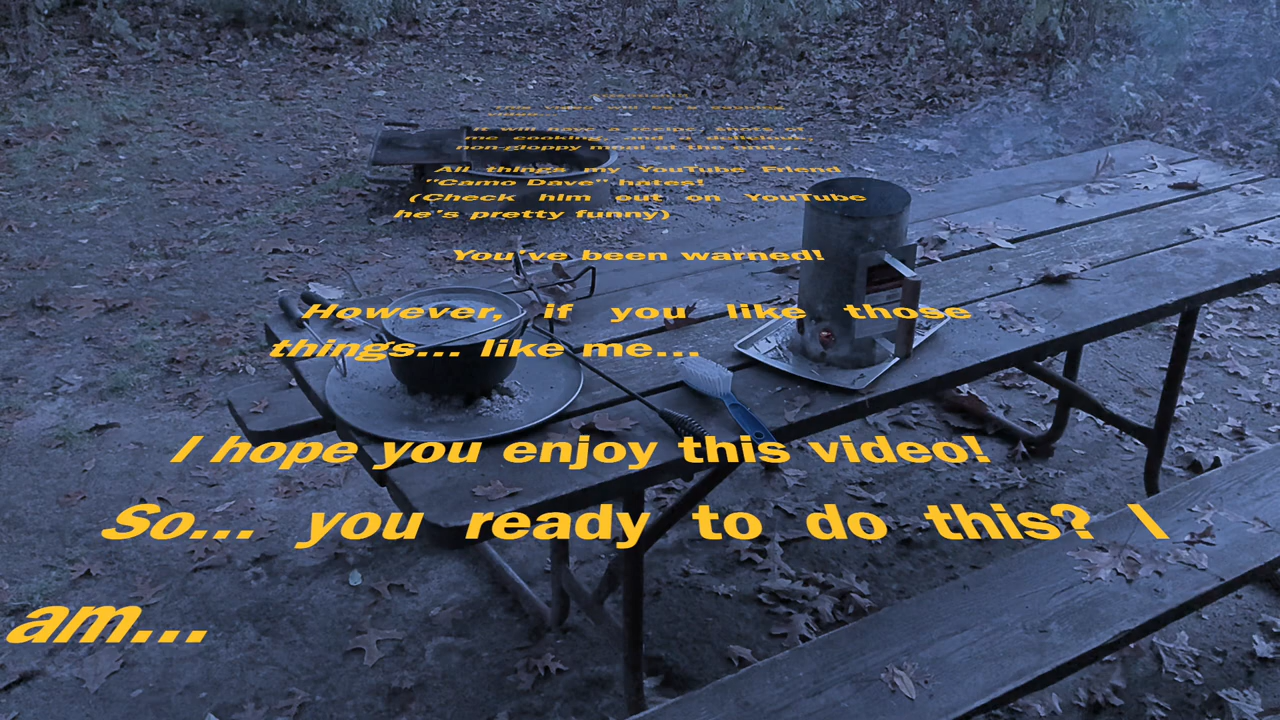 This video will be a cooking
video...
It will have a recipe, shots of
me cooking, and a delicious,
non-gloppy meal at the end...
All things my YouTube Friend
"Camo Dave" hates!
(Check him out on YouTube
he's pretty funny)
You've been warned!
However, if you like those
things... like me...
I hope you enjoy this video!
So... you ready to do this? I
am...